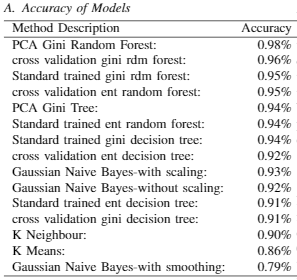 A. Accuracy of Models
Method Description Accuracy
PCA Gini Random Forest: 0.98%
cross validation gini rdm forest: 0.96%
Standard trained gini rdm forest: 0.95%
cross validation ent rdm forest: 0.95%
PCA Gini Tree: 0.94%
Standard trained ent random forest: 0.94%
Standard trained gini decision tree: 0.94%
cross validation ent decision tree: 0.92%
Gaussian Naive Bayes-with scaling: 0.93%
Gaussian Naive Bayes-without scaling: 0.92%
Standard trained ent decision tree: 0.91%
cross validation gini decision tree: 0.91%
K Neighbour: 0.90%
K Means: 0.86%
Gaussian Naive Bayes-with smoothing: 0.79%